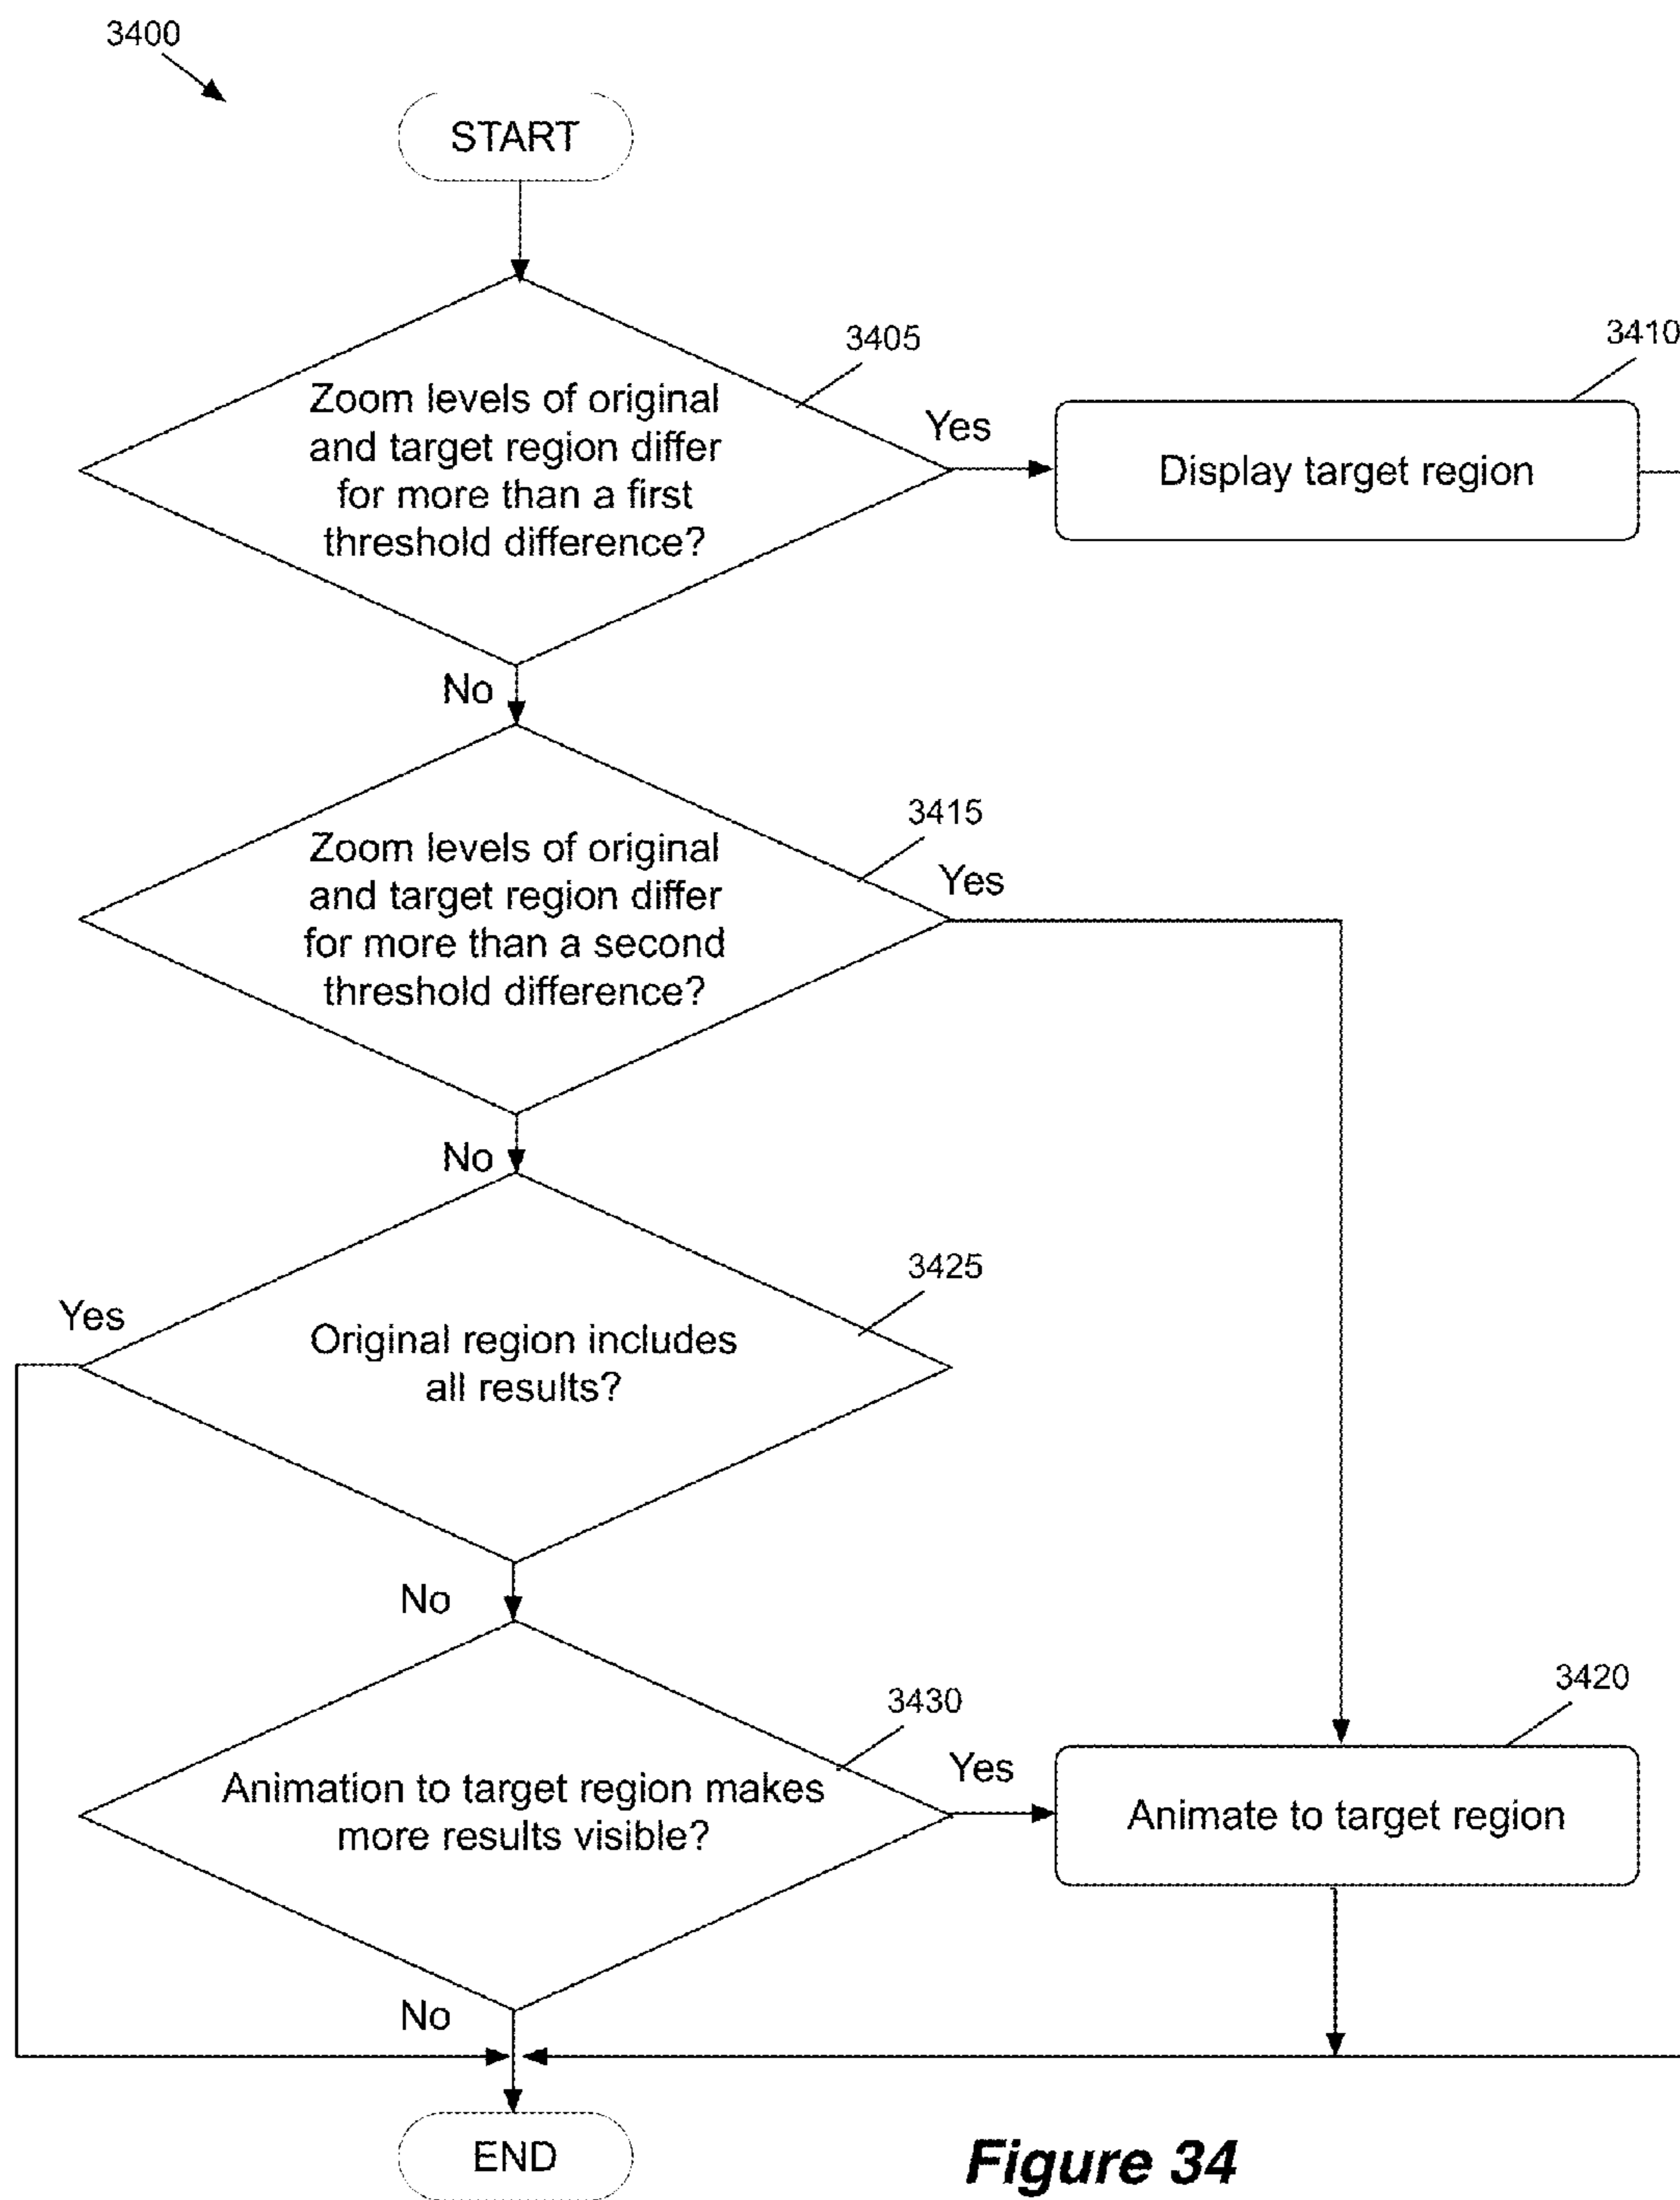 3400
START
3405
Zoom levels of original
and target region differ
for more than a first
threshold difference?
Yes
3410
Display target region
No
3415
Zoom levels of original
and target region differ
for more than a second
threshold difference?
Yes
No
3425
Yes
Original region includes
all results?
No
3430
Animation to target region makes
more results visible?
Yes
3420
Animate to target region
No
END
Figure 34